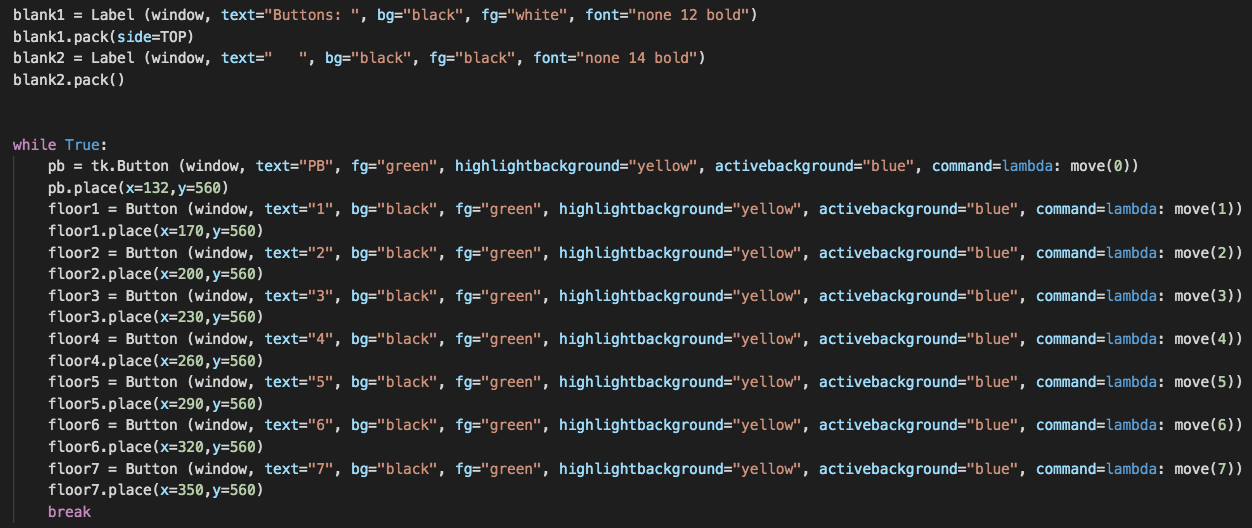 blank1 = Label (window, text="Buttons: ", bg="black", fg="white", font="none 12 bold")
blank1.pack(side=TOP)
blank2 = Label (window, text="   ", bg="black", fg="black", font="none 14 bold")
blank2.pack()
while True:
    pb = tk.Button (window, text="PB", fg="green", highlightbackground="yellow", activebackground="blue", command=lambda: move(0))
    pb.place(x=132,y=560)
    floor1 = Button (window, text="1", bg="black", fg="green", highlightbackground="yellow", activebackground="blue", command=lambda: move(1))
    floor1.place(x=170,y=560)
    floor2 = Button (window, text="2", bg="black", fg="green", highlightbackground="yellow", activebackground="blue", command=lambda: move(2))
    floor2.place(x=200,y=560)
    floor3 = Button (window, text="3", bg="black", fg="green", highlightbackground="yellow", activebackground="blue", command=lambda: move(3))
    floor3.place(x=230,y=560)
    floor4 = Button (window, text="4", bg="black", fg="green", highlightbackground="yellow", activebackground="blue", command=lambda: move(4))
    floor4.place(x=260,y=560)
    floor5 = Button (window, text="5", bg="black", fg="green", highlightbackground="yellow", activebackground="blue", command=lambda: move(5))
    floor5.place(x=290,y=560)
    floor6 = Button (window, text="6", bg="black", fg="green", highlightbackground="yellow", activebackground="blue", command=lambda: move(6))
    floor6.place(x=320,y=560)
    floor7 = Button (window, text="7", bg="black", fg="green", highlightbackground="yellow", activebackground="blue", command=lambda: move(7))
    floor7.place(x=350,y=560)
    break